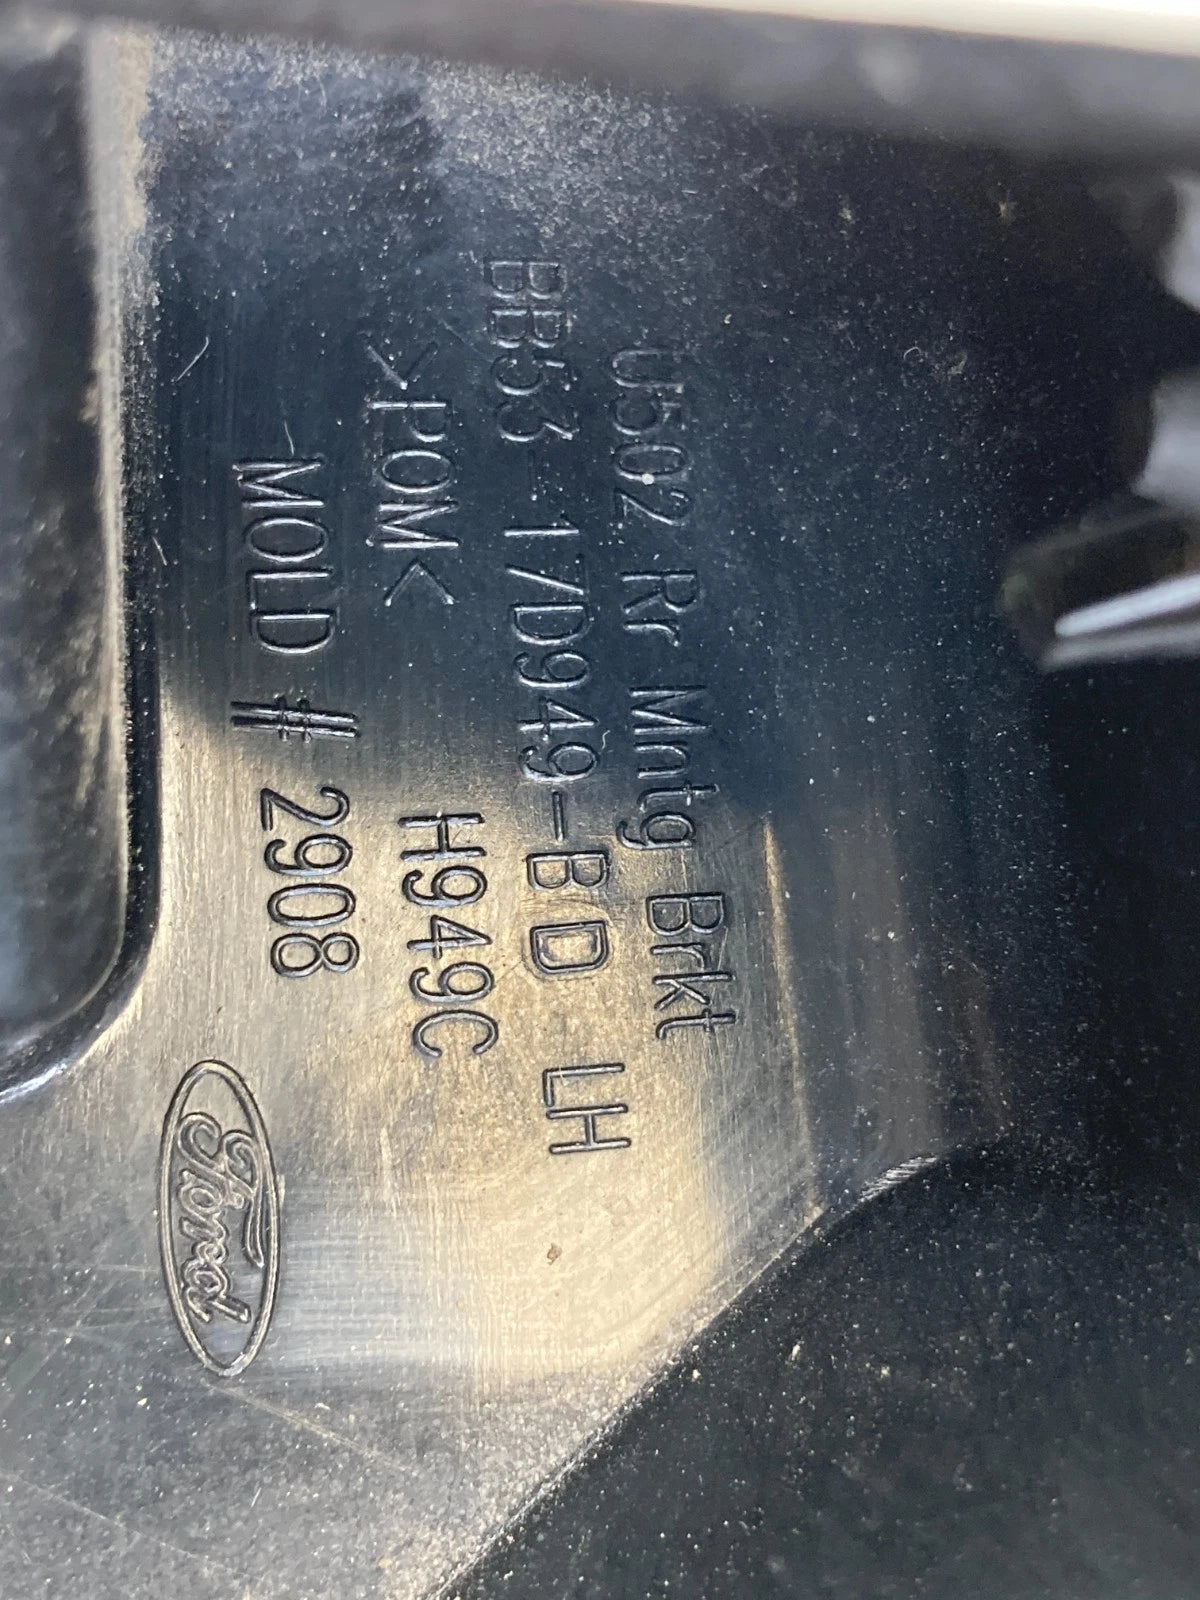 U502 Rr Mntg Brkt
BB53-17D949-BD LH
>POM< H949C
MOLD # 2908
Ford